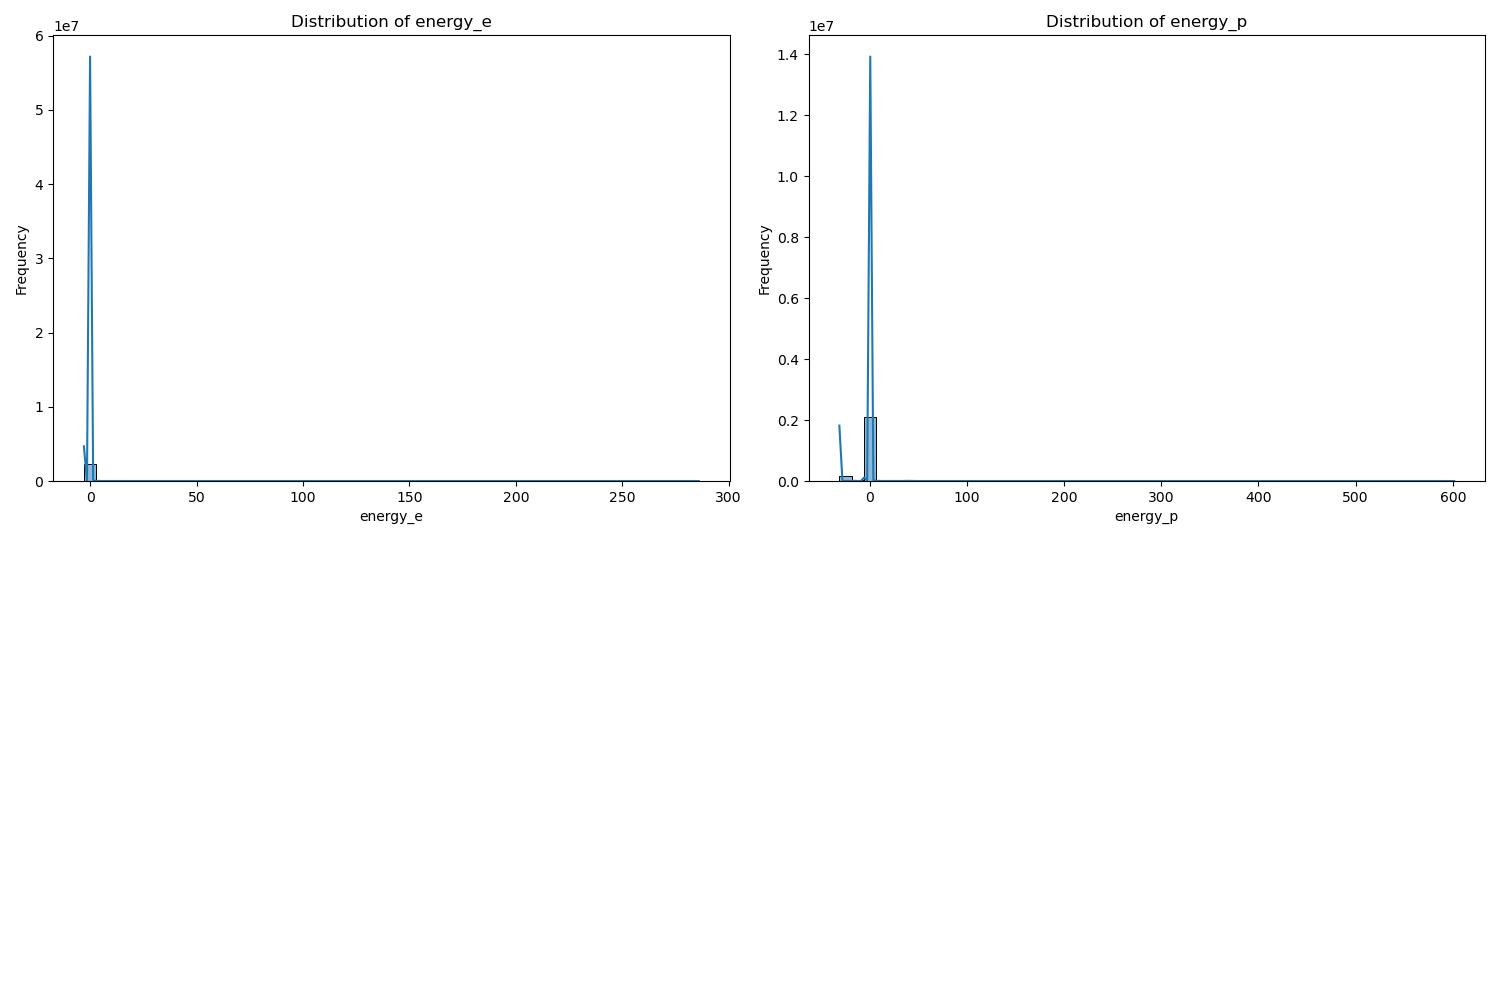 Distribution of energy_e
1e7
6
5
4
3
2
1
0
Frequency
0 50 100 150 200 250 300
energy_e
Distribution of energy_p
1e7
1.4
1.2
1.0
0.8
0.6
0.4
0.2
0.0
Frequency
0 100 200 300 400 500 600
energy_p